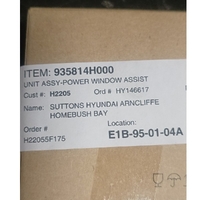 ITEM: 935814H000
UNIT ASSY-POWER WINDOW ASSIST
Cust #: H2205 Ord # HY146617
NAME: SUTTONS HYUNDAI ARNCLIFFE
HOMEBUSH BAY
Order # Location:
H22055F175 E1B-95-01-04A